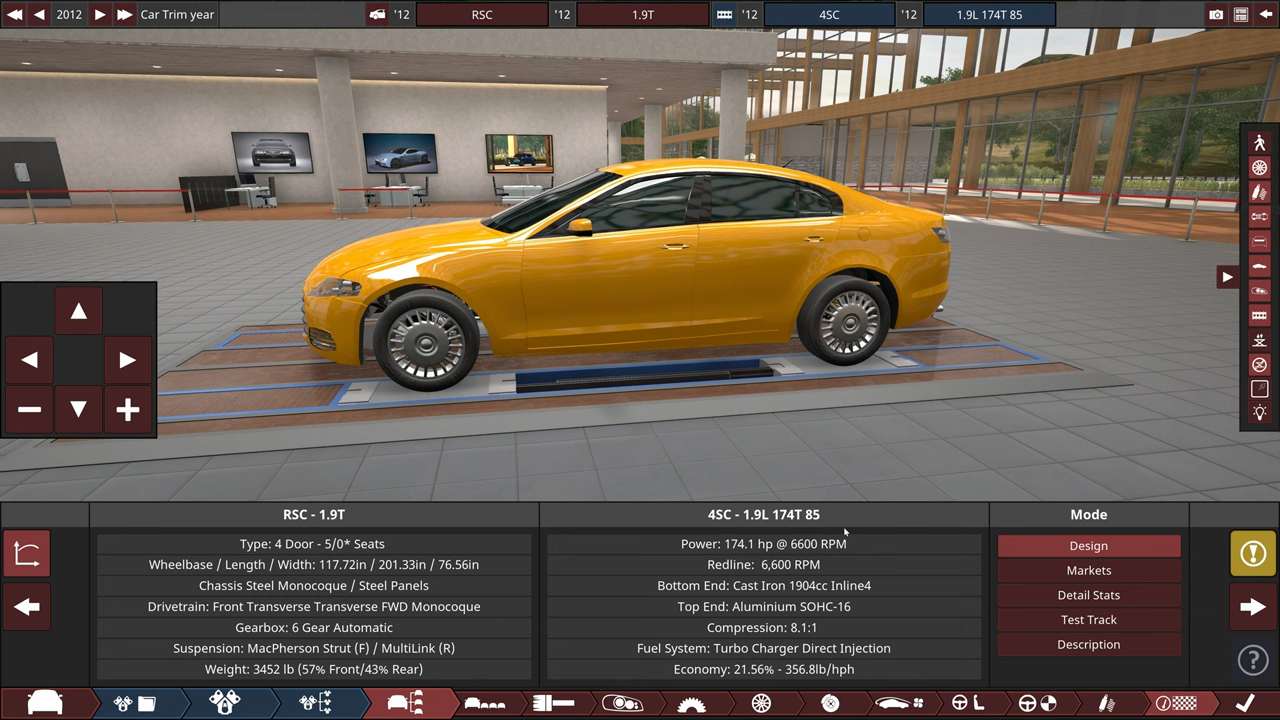 2012 Car Trim year '12 RSC '12 1.9T '12 4SC '12 1.9L 174T 85
RSC - 1.9T
Type: 4 Door - 5/0* Seats
Wheelbase / Length / Width: 117.72in / 201.33in / 76.56in
Chassis Steel Monocoque / Steel Panels
Drivetrain: Front Transverse Transverse FWD Monocoque
Gearbox: 6 Gear Automatic
Suspension: MacPherson Strut (F) / MultiLink (R)
Weight: 3452 lb (57% Front/43% Rear)
4SC - 1.9L 174T 85
Power: 174.1 hp @ 6600 RPM
Redline: 6,600 RPM
Bottom End: Cast Iron 1904cc Inline4
Top End: Aluminium SOHC-16
Compression: 8.1:1
Fuel System: Turbo Charger Direct Injection
Economy: 21.56% - 356.8lb/hph
Mode
Design
Markets
Detail Stats
Test Track
Description